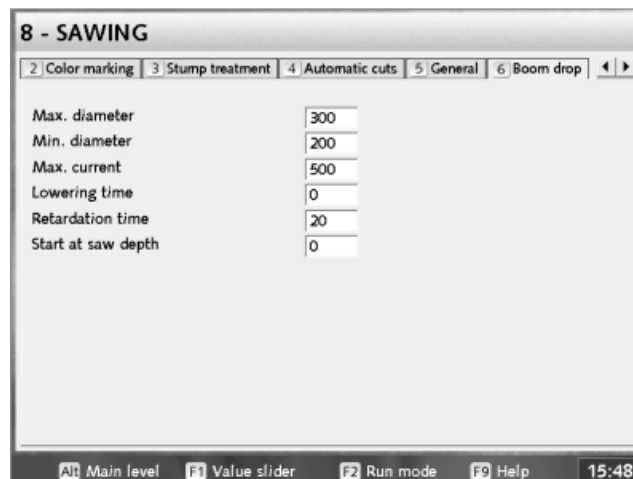 8 - SAWING
2 Color marking 3 Stump treatment 4 Automatic cuts 5 General 6 Boom drop
Max. diameter 300
Min. diameter 200
Max. current 500
Lowering time 0
Retardation time 20
Start at saw depth 0
Alt Main level F1 Value slider F2 Run mode F9 Help 15:48